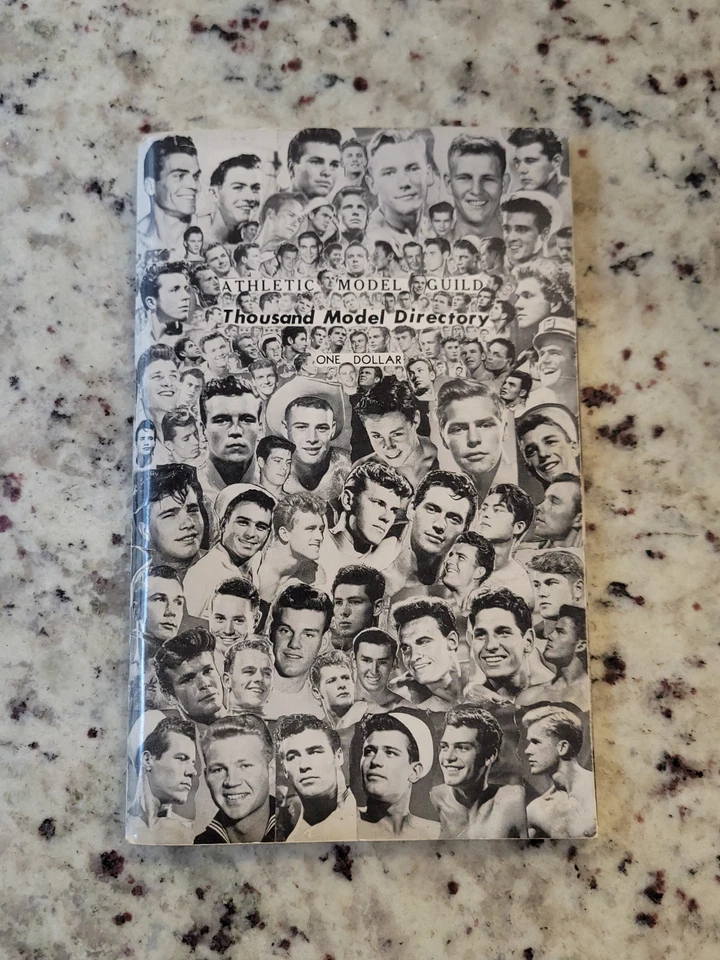 ATHLETIC MODEL GUILD
Thousand Model Directory
ONE DOLLAR